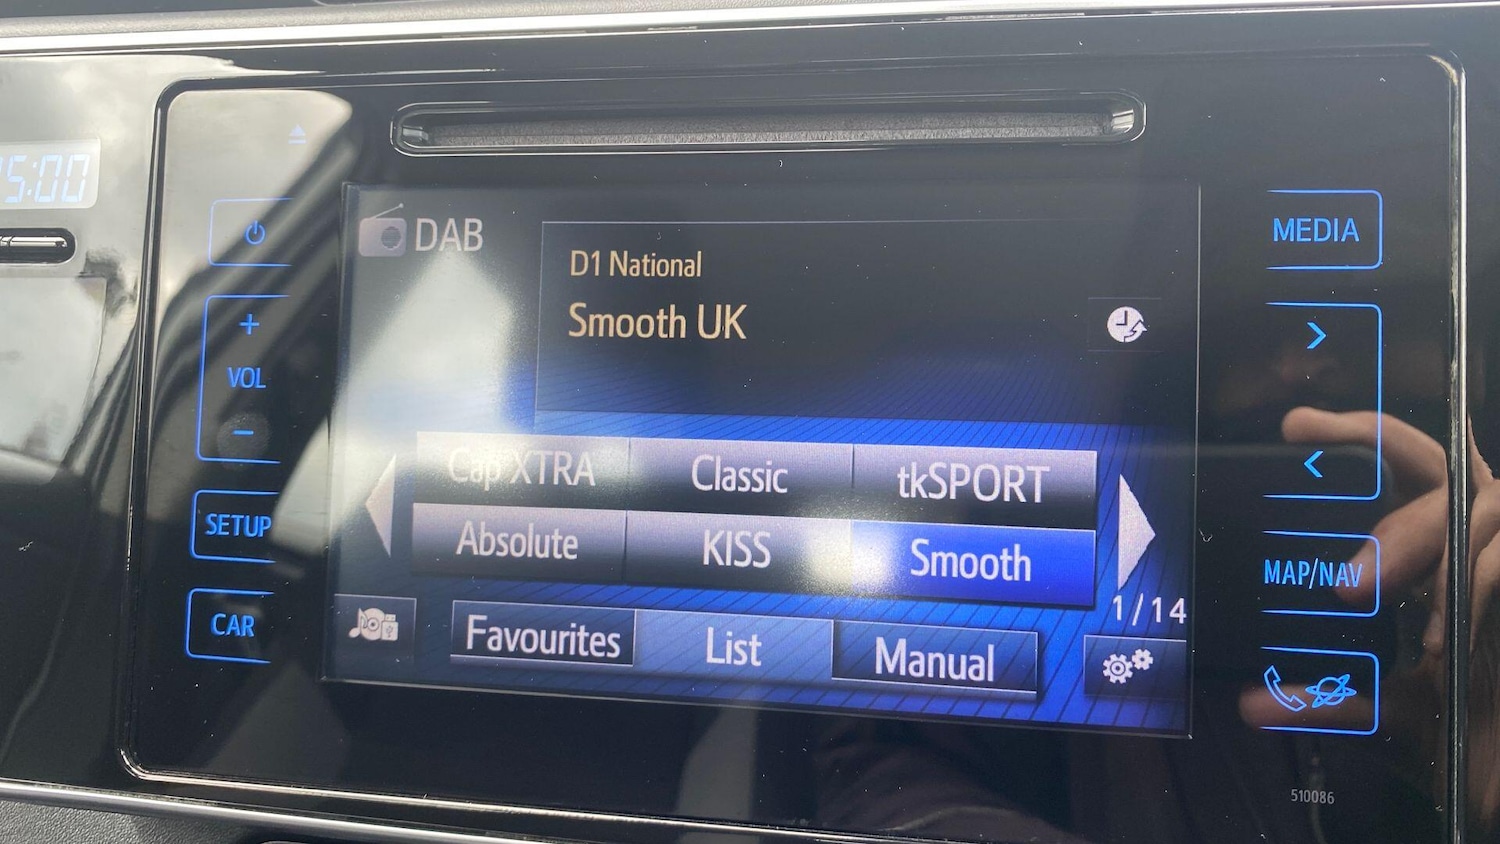 5:00
DAB
D1 National
Smooth UK
Cap XTRA Classic tkSPORT
Absolute KISS Smooth
1/14
Favourites List Manual
VOL
SETUP
CAR
MEDIA
MAP/NAV
510086